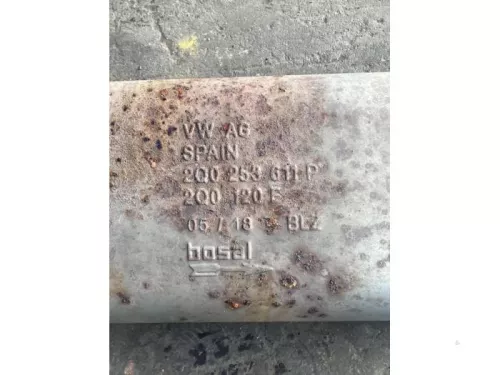 VW AG
SPAIN
2Q0 253 611 P
2Q0 120 F
05 / 18 BLZ
bosal